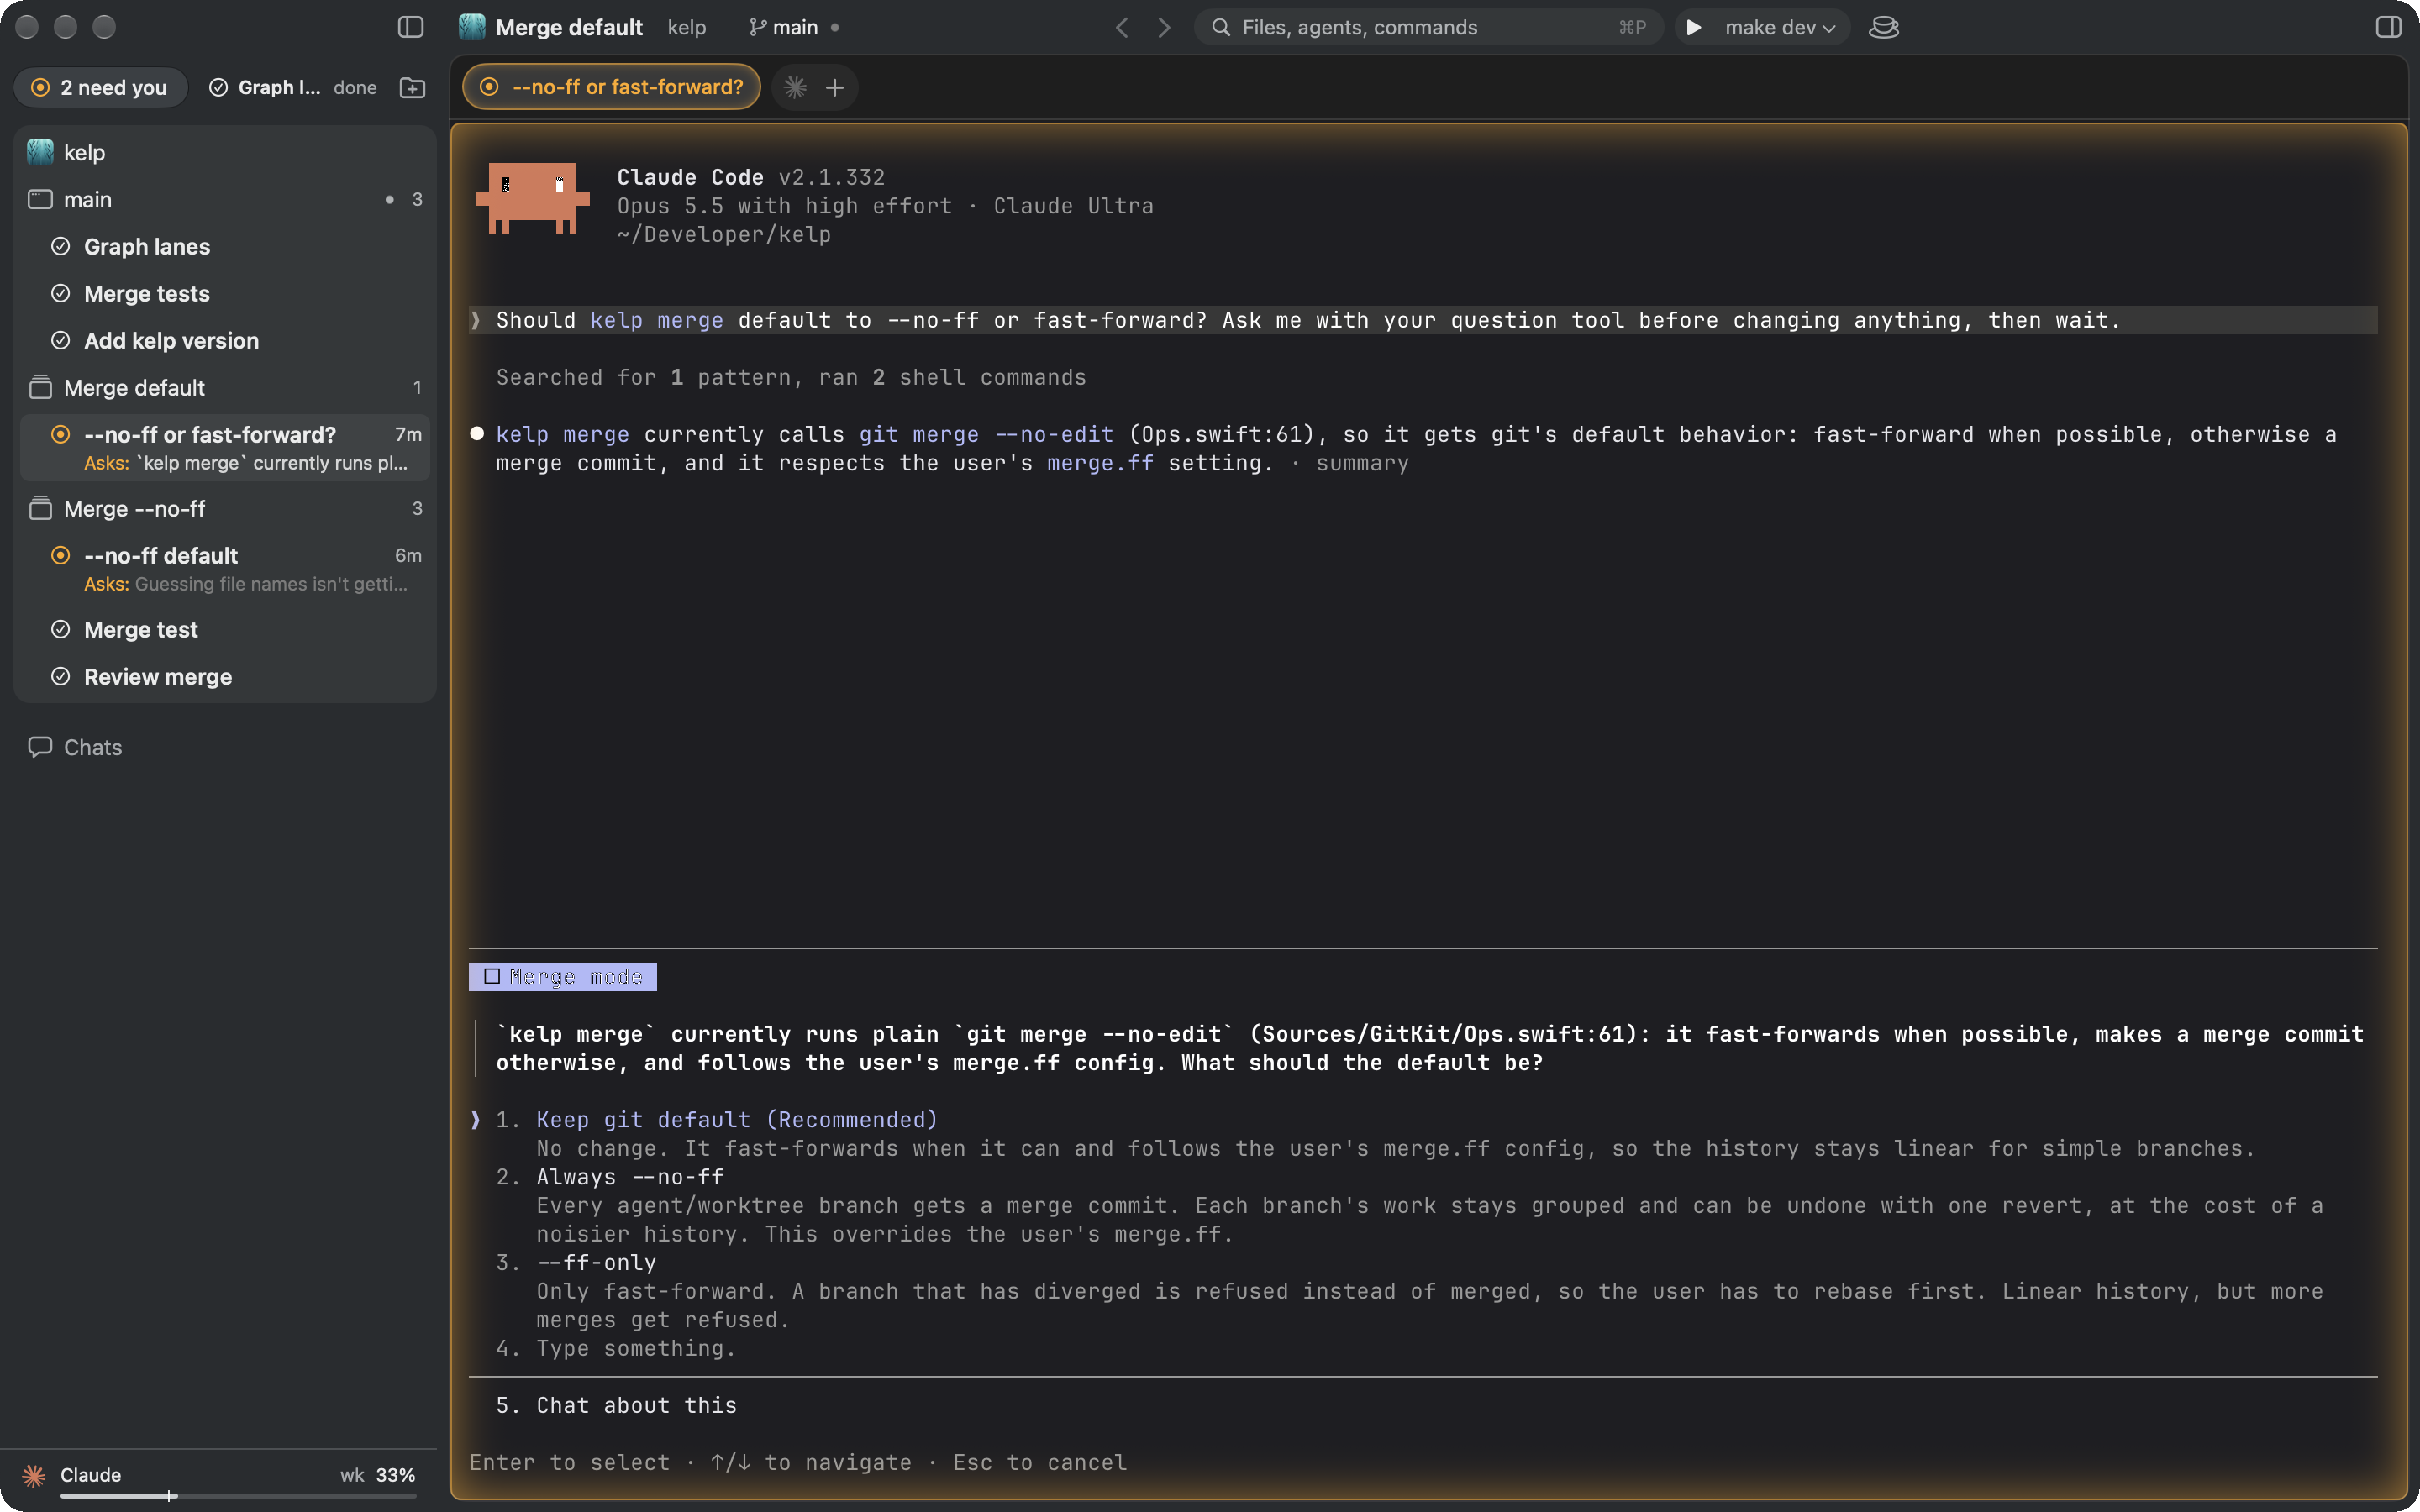 Merge default kelp main
Files, agents, commands ⌘P
make dev
2 need you
Graph l... done
--no-ff or fast-forward?
kelp
main 3
Graph lanes
Merge tests
Add kelp version
Merge default 1
--no-ff or fast-forward? 7m
Asks: `kelp merge` currently runs pl...
Merge --no-ff 3
--no-ff default 6m
Asks: Guessing file names isn't getti...
Merge test
Review merge
Chats
Claude wk 33%
Claude Code v2.1.332
Opus 5.5 with high effort · Claude Ultra
~/Developer/kelp
❯ Should kelp merge default to --no-ff or fast-forward? Ask me with your question tool before changing anything, then wait.
Searched for 1 pattern, ran 2 shell commands
● kelp merge currently calls git merge --no-edit (Ops.swift:61), so it gets git's default behavior: fast-forward when possible, otherwise a
merge commit, and it respects the user's merge.ff setting. · summary
☐ Merge mode
`kelp merge` currently runs plain `git merge --no-edit` (Sources/GitKit/Ops.swift:61): it fast-forwards when possible, makes a merge commit
otherwise, and follows the user's merge.ff config. What should the default be?
❯ 1. Keep git default (Recommended)
No change. It fast-forwards when it can and follows the user's merge.ff config, so the history stays linear for simple branches.
2. Always --no-ff
Every agent/worktree branch gets a merge commit. Each branch's work stays grouped and can be undone with one revert, at the cost of a
noisier history. This overrides the user's merge.ff.
3. --ff-only
Only fast-forward. A branch that has diverged is refused instead of merged, so the user has to rebase first. Linear history, but more
merges get refused.
4. Type something.
5. Chat about this
Enter to select · ↑/↓ to navigate · Esc to cancel